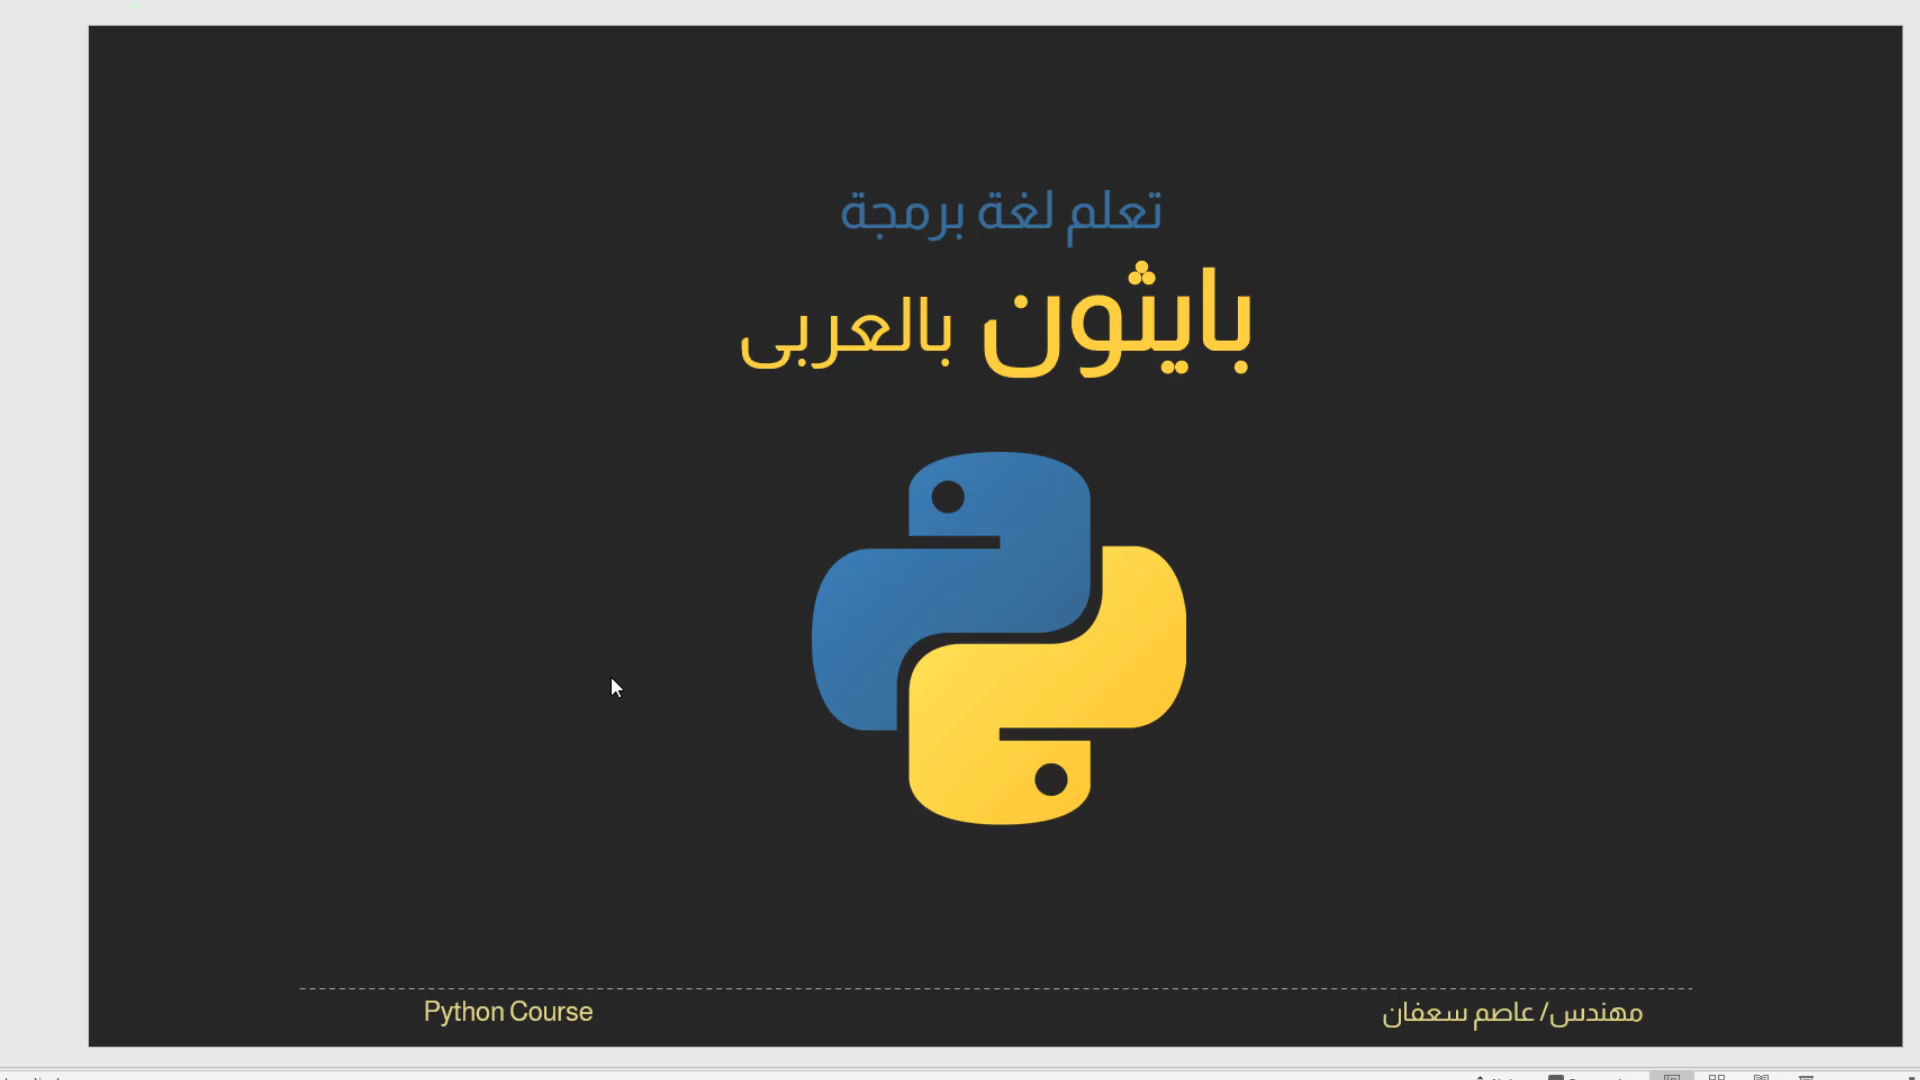 تعلم لغة برمجة
بايثون بالعربى
Python Course
مهندس/ عاصم سعفان